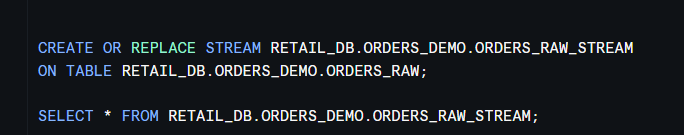 CREATE OR REPLACE STREAM RETAIL_DB.ORDERS_DEMO.ORDERS_RAW_STREAM
ON TABLE RETAIL_DB.ORDERS_DEMO.ORDERS_RAW;
SELECT * FROM RETAIL_DB.ORDERS_DEMO.ORDERS_RAW_STREAM;